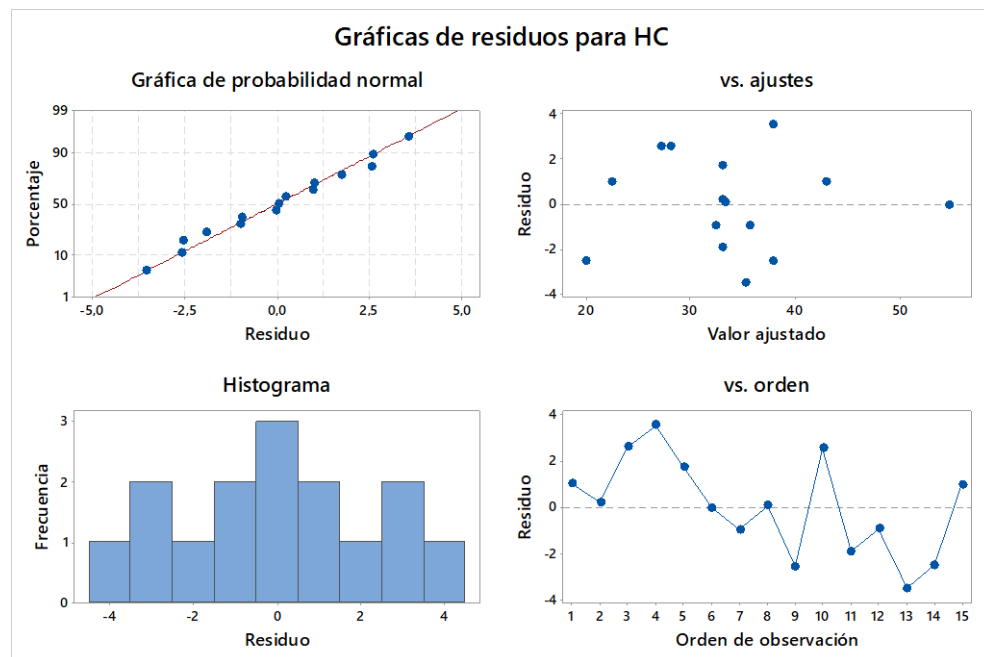 Gráficas de residuos para HC
Gráfica de probabilidad normal
99
90
50
10
1
Porcentaje
-5,0 -2,5 0,0 2,5 5,0
Residuo
vs. ajustes
4
2
0
-2
-4
Residuo
20 30 40 50
Valor ajustado
Histograma
3
2
1
0
Frecuencia
-4 -2 0 2 4
Residuo
vs. orden
4
2
0
-2
-4
Residuo
1 2 3 4 5 6 7 8 9 10 11 12 13 14 15
Orden de observación